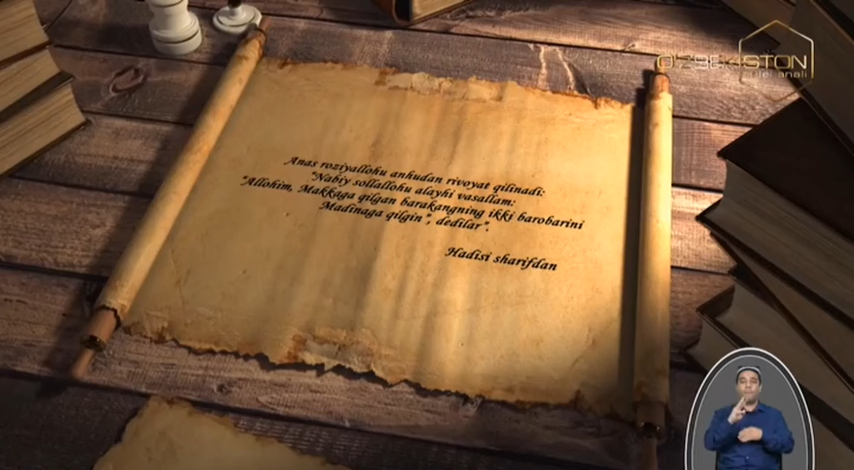 O'ZBEKISTON
Anas roziyallohu anhudan rivoyat qilinadi:
"Nabiy sollallohu alayhi vasallam:
"Allohim, Makkaga qilgan barakangning ikki barobarini
Madinaga qilgin", dedilar".
Hadisi sharifdan